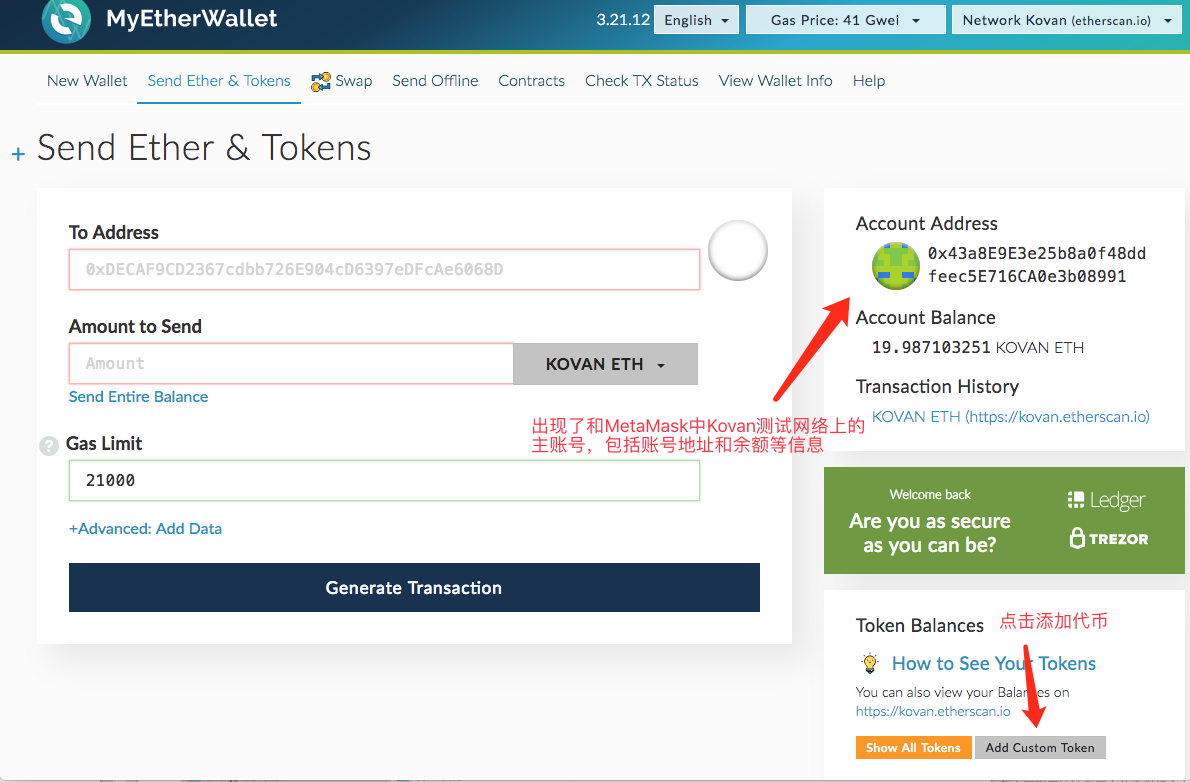 MyEtherWallet
3.21.12
English
Gas Price: 41 Gwei
Network Kovan (etherscan.io)
New Wallet
Send Ether & Tokens
Swap
Send Offline
Contracts
Check TX Status
View Wallet Info
Help
+ Send Ether & Tokens
To Address
0xDECAF9CD2367cdbb726E904cD6397eDFcAe6068D
Amount to Send
Amount
KOVAN ETH
Send Entire Balance
出现了和MetaMask中Kovan测试网络上的
主账号，包括账号地址和余额等信息
? Gas Limit
21000
+Advanced: Add Data
Generate Transaction
Account Address
0x43a8E9E3e25b8a0f48dd
feec5E716CA0e3b08991
Account Balance
19.987103251 KOVAN ETH
Transaction History
KOVAN ETH (https://kovan.etherscan.io)
Welcome back
Are you as secure
as you can be?
Ledger
TREZOR
Token Balances
点击添加代币
How to See Your Tokens
You can also view your Balances on
https://kovan.etherscan.io
Show All Tokens
Add Custom Token